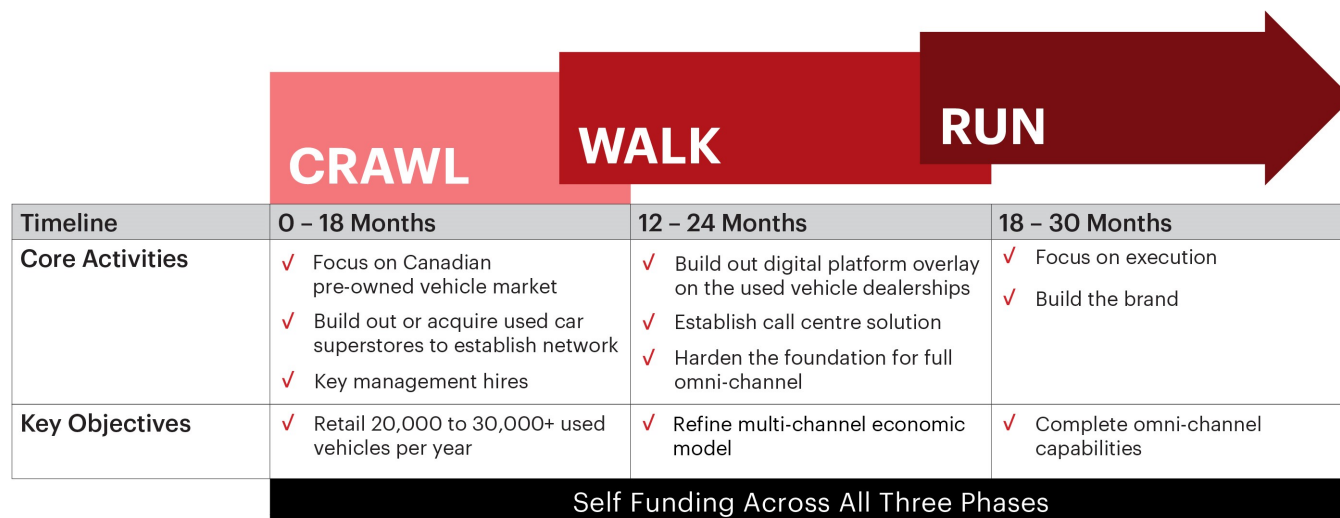 CRAWL
WALK
RUN
Timeline
0 – 18 Months
12 – 24 Months
18 – 30 Months
Core Activities
√ Focus on Canadian
pre-owned vehicle market
√ Build out or acquire used car
superstores to establish network
√ Key management hires
√ Build out digital platform overlay
on the used vehicle dealerships
√ Establish call centre solution
√ Harden the foundation for full
omni-channel
√ Focus on execution
√ Build the brand
Key Objectives
√ Retail 20,000 to 30,000+ used
vehicles per year
√ Refine multi-channel economic
model
√ Complete omni-channel
capabilities
Self Funding Across All Three Phases